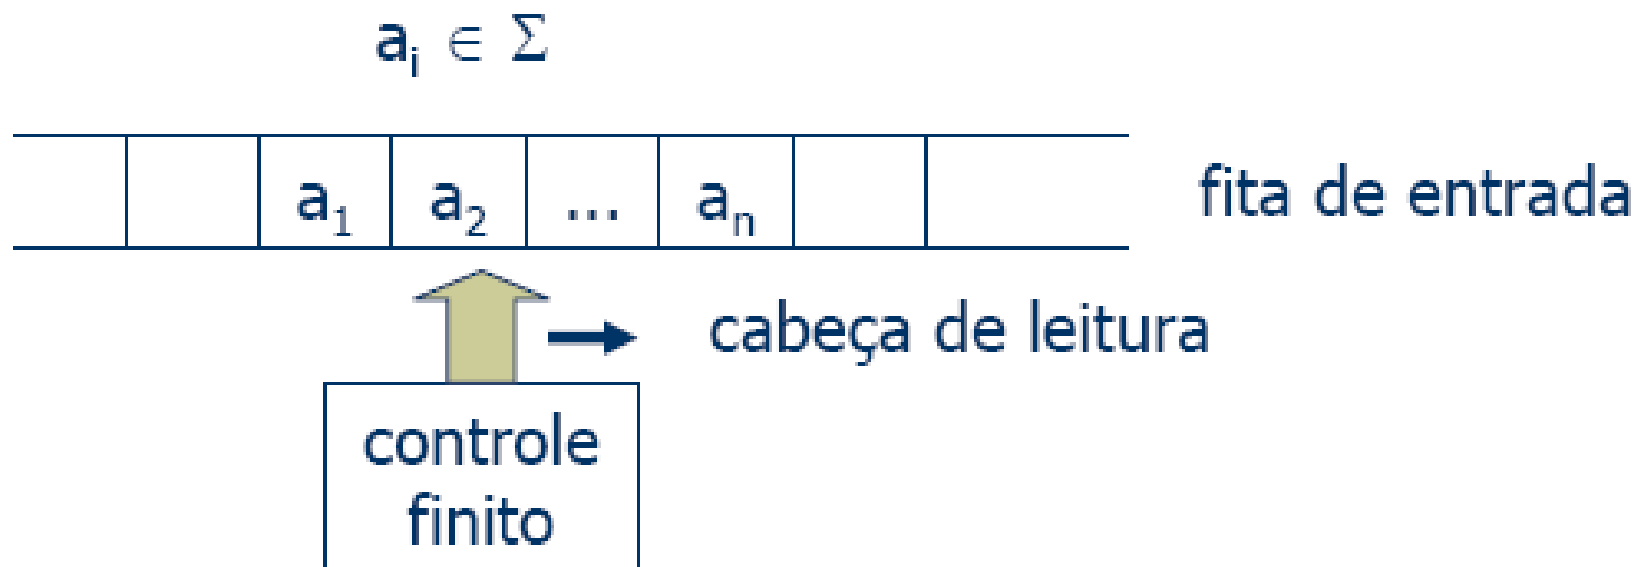 aᵢ ∈ Σ
a₁ a₂ ... aₙ fita de entrada
cabeça de leitura
controle
finito